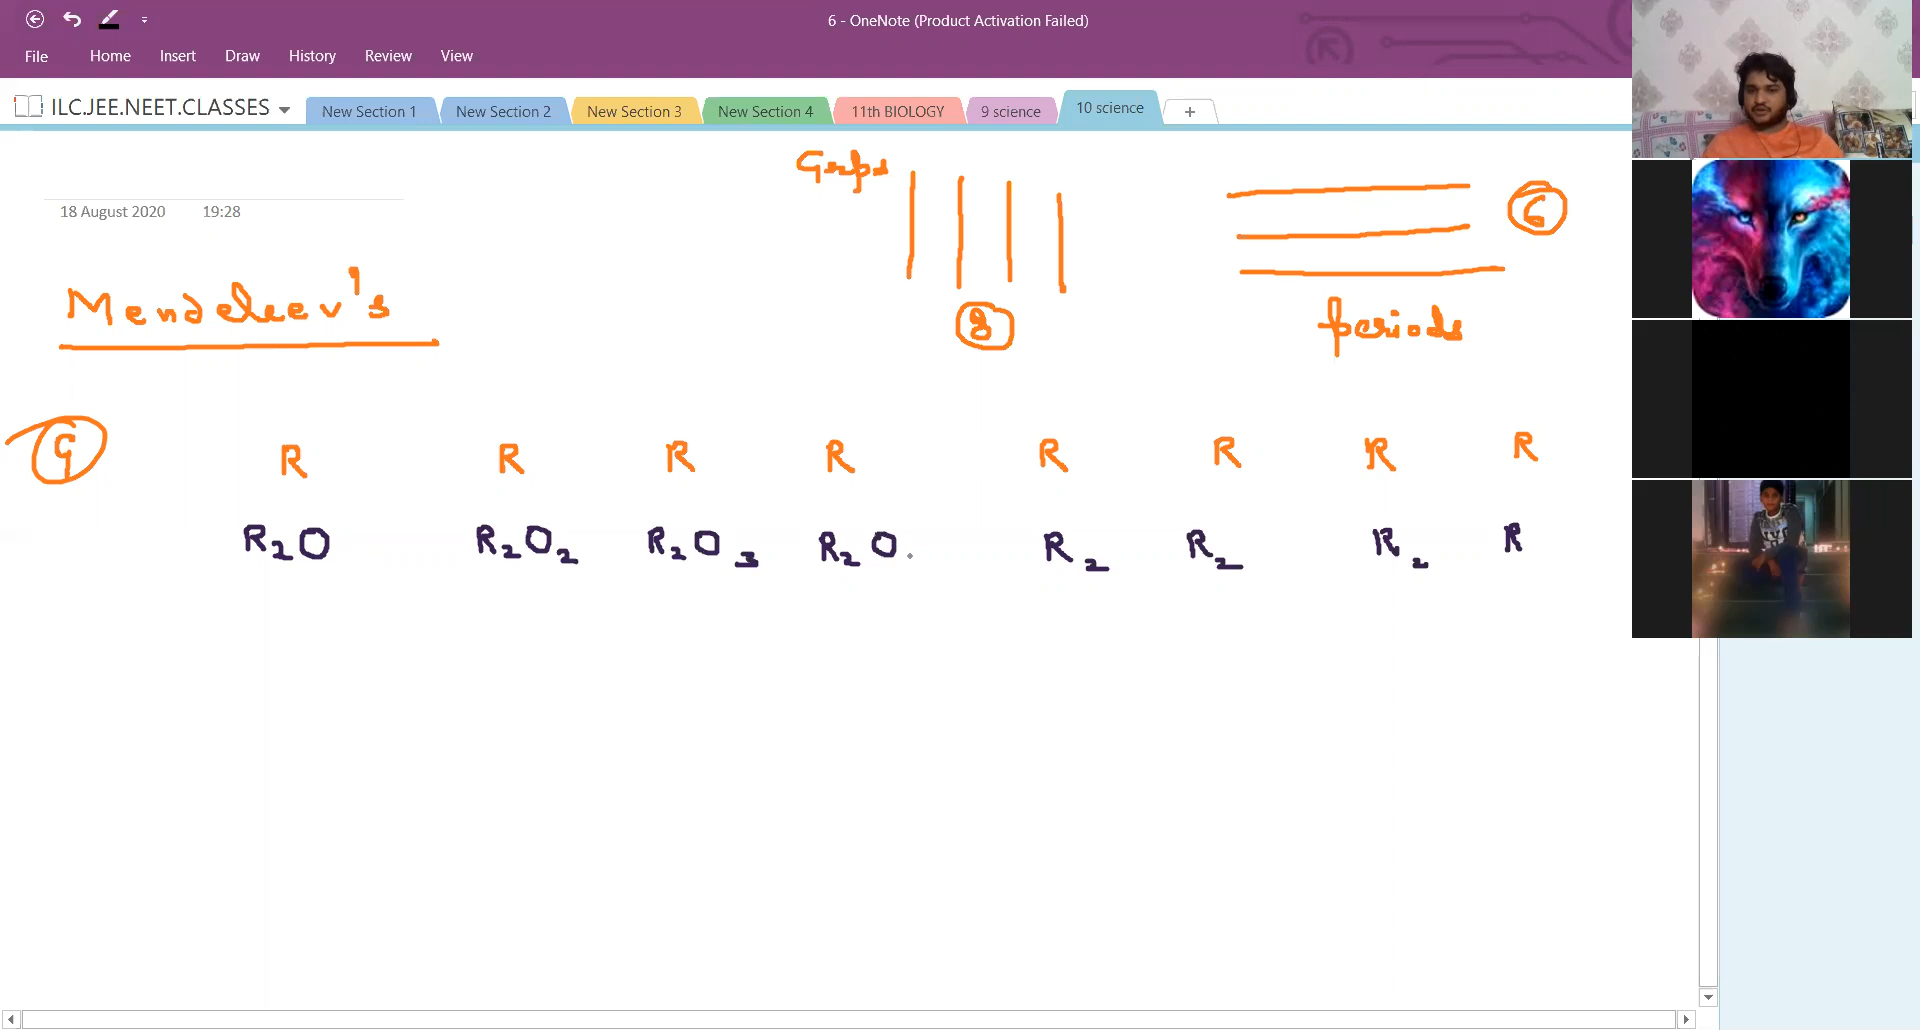 6 - OneNote (Product Activation Failed)
File Home Insert Draw History Review View
ILC.JEE.NEET.CLASSES New Section 1 New Section 2 New Section 3 New Section 4 11th BIOLOGY 9 science 10 science +
18 August 2020 19:28
Mendeleev's
8
6
periods
G R R R R R R R R
R₂O R₂O₂ R₂O₃ R₂O R₂ R₂ R₂ R